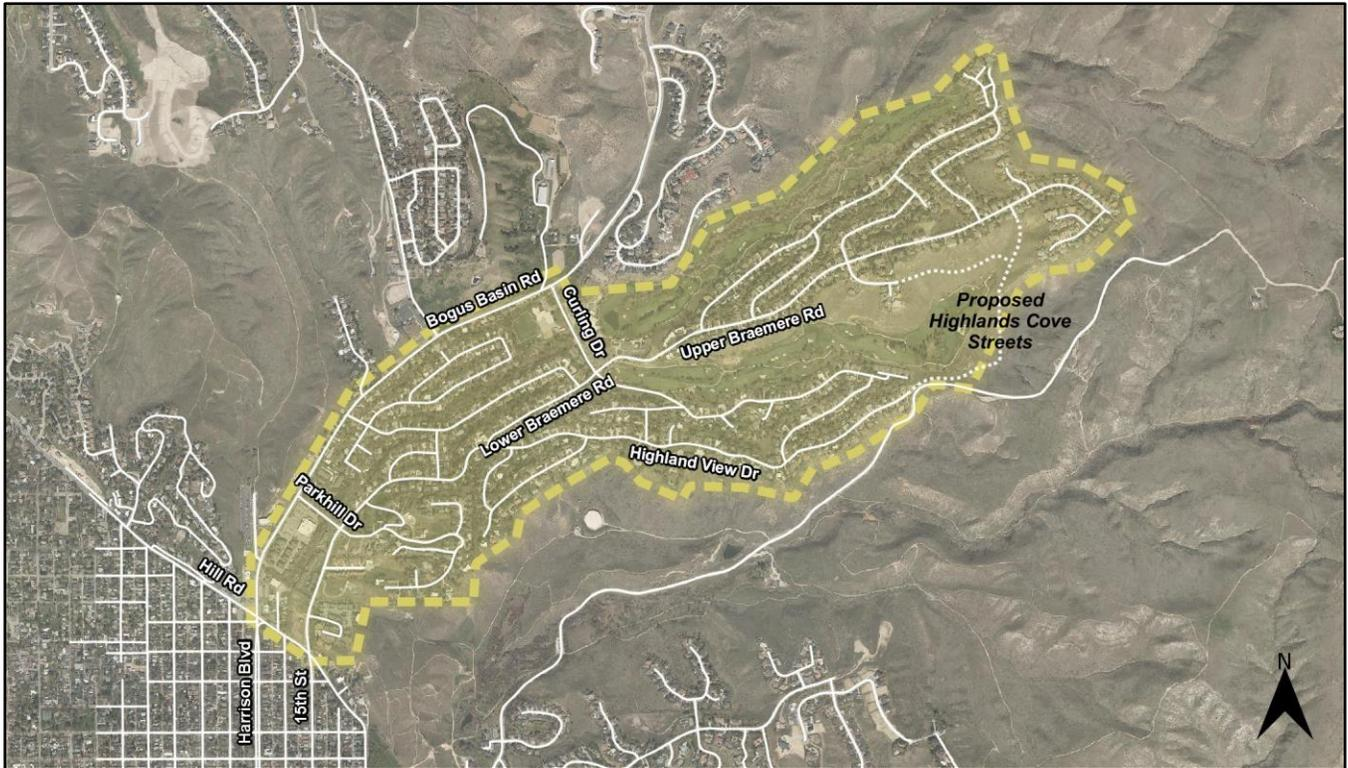 Bogus Basin Rd
Curling Dr
Proposed
Highlands Cove
Streets
Upper Braemere Rd
Lower Braemere Rd
Highland View Dr
Parkhill Dr
Hill Rd
Harrison Blvd
15th St
N